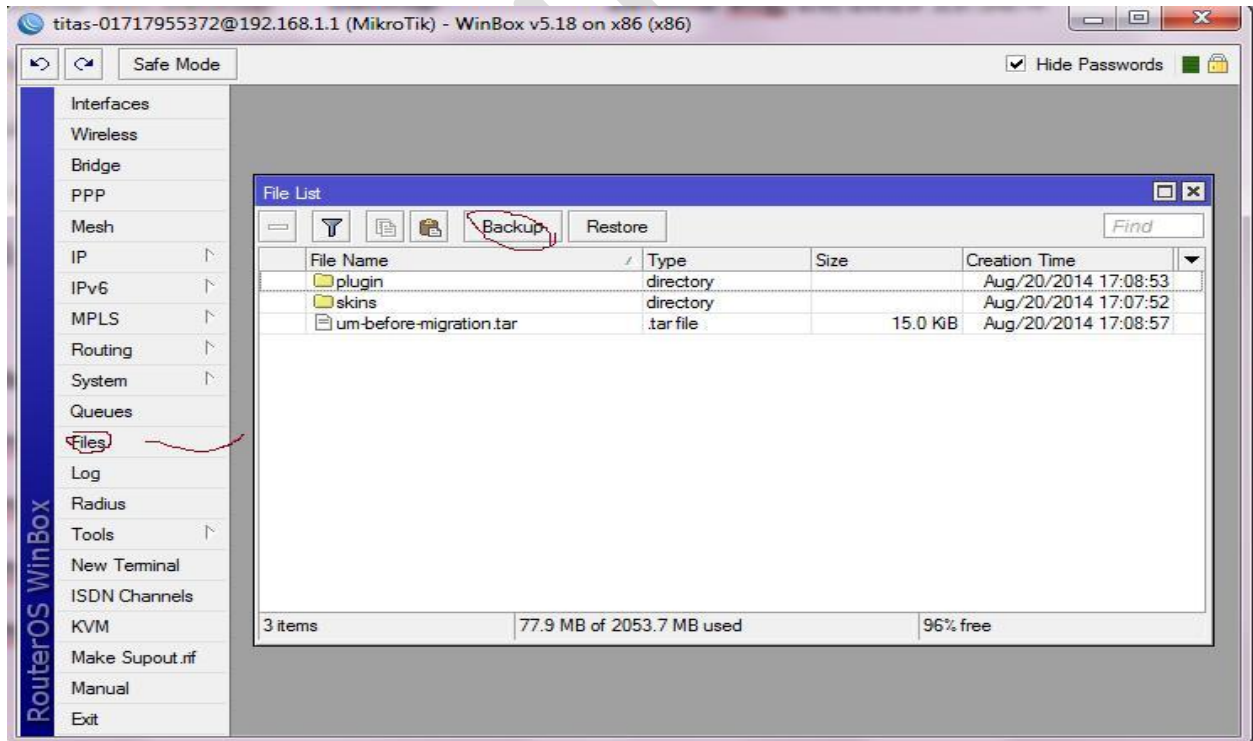 titas-01717955372@192.168.1.1 (MikroTik) - WinBox v5.18 on x86 (x86)
Safe Mode
Hide Passwords
Interfaces
Wireless
Bridge
PPP
Mesh
IP
IPv6
MPLS
Routing
System
Queues
Files
Log
Radius
Tools
New Terminal
ISDN Channels
KVM
Make Supout.rif
Manual
Exit
RouterOS WinBox
File List
Backup Restore Find
File Name / Type Size Creation Time
plugin directory Aug/20/2014 17:08:53
skins directory Aug/20/2014 17:07:52
um-before-migration.tar .tar file 15.0 KiB Aug/20/2014 17:08:57
3 items 77.9 MB of 2053.7 MB used 96% free